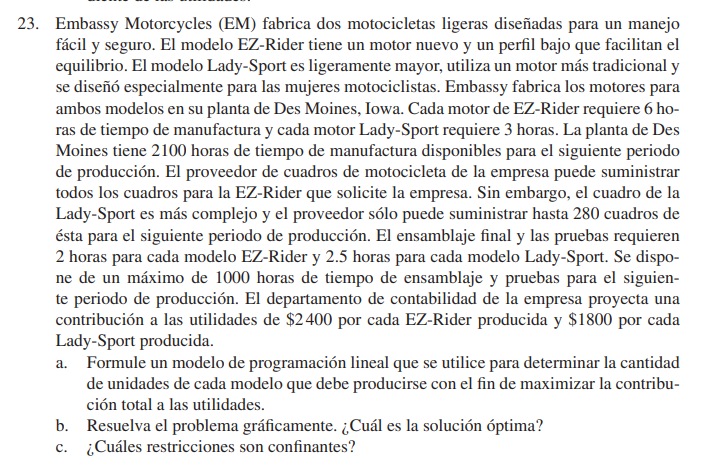 23. Embassy Motorcycles (EM) fabrica dos motocicletas ligeras diseñadas para un manejo
fácil y seguro. El modelo EZ-Rider tiene un motor nuevo y un perfil bajo que facilitan el
equilibrio. El modelo Lady-Sport es ligeramente mayor, utiliza un motor más tradicional y
se diseñó especialmente para las mujeres motociclistas. Embassy fabrica los motores para
ambos modelos en su planta de Des Moines, Iowa. Cada motor de EZ-Rider requiere 6 ho-
ras de tiempo de manufactura y cada motor Lady-Sport requiere 3 horas. La planta de Des
Moines tiene 2100 horas de tiempo de manufactura disponibles para el siguiente periodo
de producción. El proveedor de cuadros de motocicleta de la empresa puede suministrar
todos los cuadros para la EZ-Rider que solicite la empresa. Sin embargo, el cuadro de la
Lady-Sport es más complejo y el proveedor sólo puede suministrar hasta 280 cuadros de
ésta para el siguiente periodo de producción. El ensamblaje final y las pruebas requieren
2 horas para cada modelo EZ-Rider y 2.5 horas para cada modelo Lady-Sport. Se dispo-
ne de un máximo de 1000 horas de tiempo de ensamblaje y pruebas para el siguien-
te periodo de producción. El departamento de contabilidad de la empresa proyecta una
contribución a las utilidades de $2400 por cada EZ-Rider producida y $1800 por cada
Lady-Sport producida.
a. Formule un modelo de programación lineal que se utilice para determinar la cantidad
de unidades de cada modelo que debe producirse con el fin de maximizar la contribu-
ción total a las utilidades.
b. Resuelva el problema gráficamente. ¿Cuál es la solución óptima?
c. ¿Cuáles restricciones son confinantes?